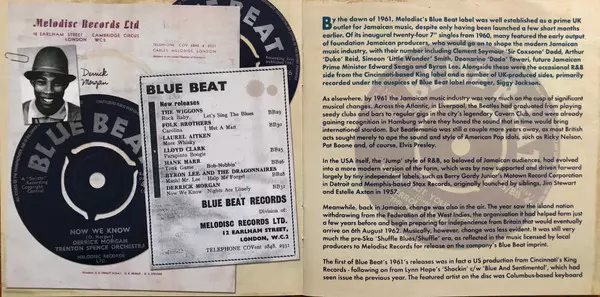 Melodisc Records Ltd
18 EARLHAM STREET CAMBRIDGE CIRCUS
LONDON W.C.2
Derrick
Morgan
BLUE BEAT
NOW WE KNOW
DERRICK MORGAN
TRENTON SPENCE ORCHESTRA
MELODISC RECORDS
LTD
BLUE BEAT
New releases
THE WIGGONS BB29
Rock Baby, Let's Sing The Blues
FOLK BROTHERS BB30
Carolina I Met A Man
LAUREL AITKEN
More Whisky
LLOYD CLARK
Parapinto Boogie
HANK MARR BB26
Tonk Game Hob-Nobbin'
BYRON LEE AND THE DRAGONNAIRES
Mash! Mr. Lee Help Me Forget BB28
DERRICK MORGAN
Now We Know Nights Are Lonely BB31
BLUE BEAT RECORDS
Division of:
MELODISC RECORDS LTD.
12 EARLHAM STREET,
LONDON, W.C.2
TELEPHONE COVent 1848, 2931
By the dawn of 1961, Melodisc's Blue Beat label was well established as a prime UK
outlet for Jamaican music, despite only having been launched a few short months
earlier. Of its inaugural twenty-four 7" singles from 1960, many featured the early output
of foundation Jamaican producers, who would go on to shape the modern Jamaican
music industry, with their number including Clement Seymour 'Sir Coxsone' Dodd, Arthur
'Duke' Reid, Simeon 'Little Wonder' Smith, Deonarine 'Dada' Tewari, future Jamaican
Prime Minister Edward Seaga and Byron Lee. Alongside these were the occasional R&B
side from the Cincinnati-based King label and a number of UK-produced sides, primarily
recorded under the auspices of Blue Beat label manager, Siggy Jackson.
As elsewhere, by 1961 the Jamaican music industry was very much on the cusp of significant
musical changes. Across the Atlantic, in Liverpool, the Beatles had graduated from playing
seedy clubs and bars to regular gigs in the city's legendary Cavern Club, and were already
gaining recognition in Hamburg where they honed the sound that in time would bring
international stardom. But Beatlemania was still a couple more years away, as most British
acts sought merely to ape the sound and style of American Pop idols, such as Ricky Nelson,
Pat Boone and, of course, Elvis Presley.
In the USA itself, the 'Jump' style of R&B, so beloved of Jamaican audiences, had evolved
into a more modern version of the form, which was by now supported and driven forward
largely by tiny independent labels, such as Berry Gordy Junior's Motown Record Corporation
in Detroit and Memphis-based Stax Records, originally launched by siblings, Jim Stewart
and Estelle Axton in 1957.
Meanwhile, back in Jamaica, change was also in the air. The year saw the island nation
withdrawing from the Federation of the West Indies, the organisation it had helped form just
a few years before and begin preparing for independence from Britain that would eventually
arrive on 6th August 1962. Musically, however, change was less evident. It was still very
much the pre-Ska 'Shuffle Blues/Shuffle' era, as reflected in the music licensed by local
producers to Melodisc Records for release on the company's Blue Beat imprint.
The first of Blue Beat's 1961's releases was in fact a US production from Cincinnati's King
Records - following on from Lynn Hope's 'Shockin' c/w 'Blue And Sentimental', which had
seen issue the previous year. The featured artist on the disc was Columbus-based keyboard